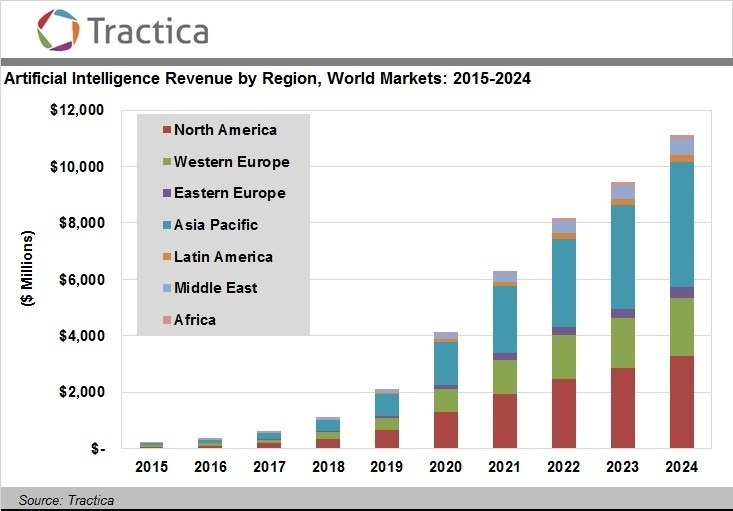 Tractica
Artificial Intelligence Revenue by Region, World Markets: 2015-2024
($ Millions)
$12,000
$10,000
$8,000
$6,000
$4,000
$2,000
$-
North America
Western Europe
Eastern Europe
Asia Pacific
Latin America
Middle East
Africa
2015 2016 2017 2018 2019 2020 2021 2022 2023 2024
Source: Tractica